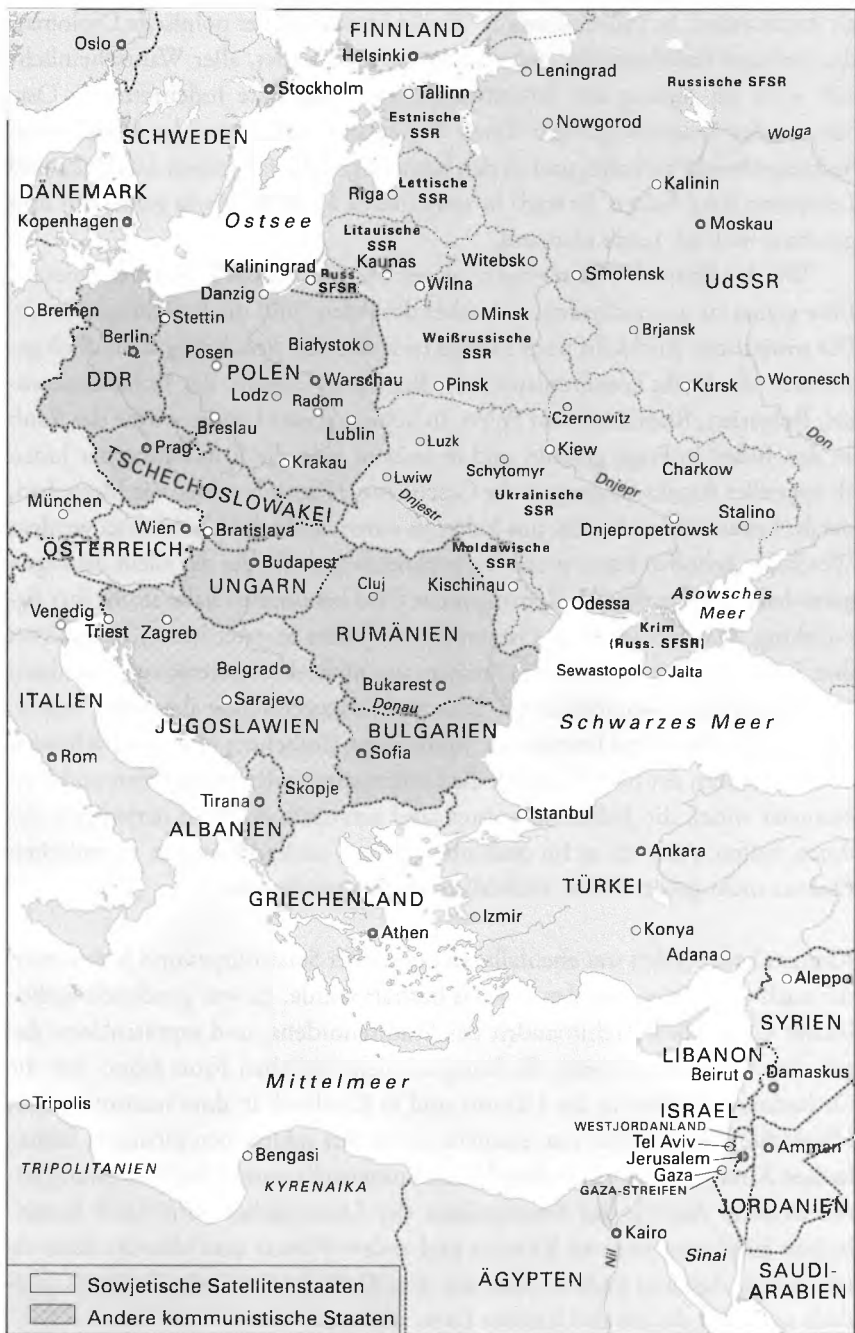 Oslo
FINNLAND
Helsinki
Leningrad
Russische SFSR
Stockholm
Tallinn
Estnische
SSR
Nowgorod
Wolga
SCHWEDEN
DÄNEMARK
Kopenhagen
Ostsee
Riga
Lettische
SSR
Kalinin
Moskau
Litauische
SSR
Kaunas
Witebsk
Smolensk
UdSSR
Kaliningrad
Russ.
SFSR
Wilna
Danzig
Bremen
Stettin
Minsk
Brjansk
Berlin
Posen
Białystok
Weißrussische
SSR
DDR
POLEN
Warschau
Pinsk
Kursk
Woronesch
Lodz
Radom
Breslau
Lublin
Czernowitz
Don
Prag
Luzk
Kiew
TSCHECHOSLOWAKEI
Krakau
Lwiw
Schytomyr
Dnjepr
Charkow
Dnjestr
Ukrainische
SSR
Stalino
München
Wien
Bratislava
Dnjepropetrowsk
ÖSTERREICH
Budapest
Moldawische
SSR
UNGARN
Cluj
Kischinau
Odessa
Asowsches
Meer
Venedig
Triest
Zagreb
RUMÄNIEN
Krim
(Russ. SFSR)
Belgrad
Sewastopol
Jalta
ITALIEN
Sarajevo
Bukarest
Donau
JUGOSLAWIEN
BULGARIEN
Schwarzes Meer
Rom
Sofia
Skopje
Tirana
ALBANIEN
Istanbul
Ankara
GRIECHENLAND
TÜRKEI
Izmir
Athen
Konya
Adana
Aleppo
SYRIEN
LIBANON
Mittelmeer
Beirut
Damaskus
Tripolis
ISRAEL
WESTJORDANLAND
Tel Aviv
Amman
Jerusalem
TRIPOLITANIEN
Bengasi
Gaza
KYRENAIKA
GAZA-STREIFEN
JORDANIEN
Kairo
Nil
Sinai
ÄGYPTEN
SAUDI-
ARABIEN
Sowjetische Satellitenstaaten
Andere kommunistische Staaten